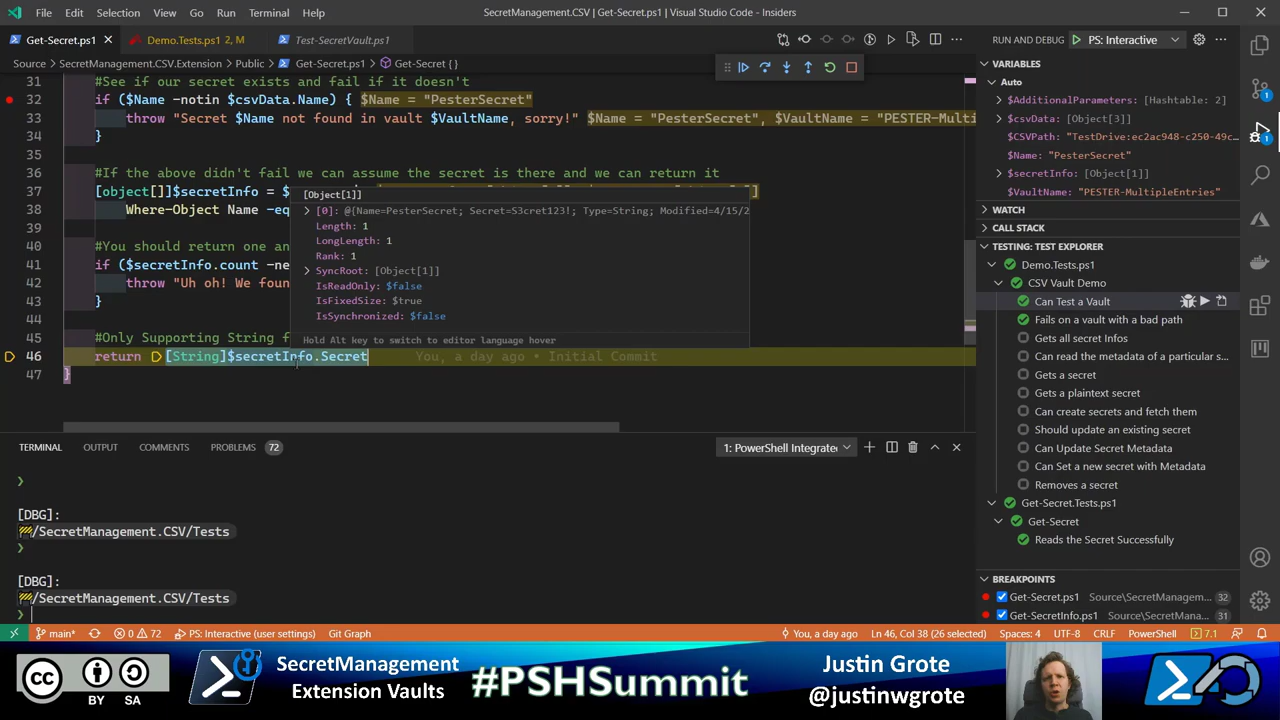 File Edit Selection View Go Run Terminal Help
SecretManagement.CSV | Get-Secret.ps1 | Visual Studio Code - Insiders
Get-Secret.ps1
Demo.Tests.ps1 2, M
Test-SecretVault.ps1
Source > SecretManagement.CSV.Extension > Public > Get-Secret.ps1 > Get-Secret { }
31 #See if our secret exists and fail if it doesn't
32 if ($Name -notin $csvData.Name) { $Name = "PesterSecret"
33 throw "Secret $Name not found in vault $VaultName, sorry!" $Name = "PesterSecret", $VaultName = "PESTER-Mult
34 }
35
36 #If the above didn't fail we can assume the secret is there and we can return it
37 [object[]]$secretInfo = $
38 Where-Object Name -eq
39
40 #You should return one an
41 if ($secretInfo.count -ne
42 throw "Uh oh! We foun
43 }
44
45 #Only Supporting String f
46 return [String]$secretInfo.Secret You, a day ago • Initial Commit
47 }
[Object[1]]
[0]: @{Name=PesterSecret; Secret=S3cret123!; Type=String; Modified=4/15/2
Length: 1
LongLength: 1
Rank: 1
SyncRoot: [Object[1]]
IsReadOnly: $false
IsFixedSize: $true
IsSynchronized: $false
Hold Alt key to switch to editor language hover
TERMINAL OUTPUT COMMENTS PROBLEMS 72
1: PowerShell Integrate
[DBG]:
/SecretManagement.CSV/Tests
[DBG]:
/SecretManagement.CSV/Tests
RUN AND DEBUG PS: Interactive
VARIABLES
Auto
$AdditionalParameters: [Hashtable: 2]
$csvData: [Object[3]]
$CSVPath: "TestDrive:ec2ac948-c250-49c…
$Name: "PesterSecret"
$secretInfo: [Object[1]]
$VaultName: "PESTER-MultipleEntries"
WATCH
CALL STACK
TESTING: TEST EXPLORER
Demo.Tests.ps1
CSV Vault Demo
Can Test a Vault
Fails on a vault with a bad path
Gets all secret Infos
Can read the metadata of a particular s…
Gets a secret
Gets a plaintext secret
Can create secrets and fetch them
Should update an existing secret
Can Update Secret Metadata
Can Set a new secret with Metadata
Removes a secret
Get-Secret.Tests.ps1
Get-Secret
Reads the Secret Successfully
BREAKPOINTS
Get-Secret.ps1 Source\SecretManagem... 32
Get-SecretInfo.ps1 Source\SecretMana... 31
1
1
main* 0 72 PS: Interactive (user settings) Git Graph
You, a day ago Ln 46, Col 38 (26 selected) Spaces: 4 UTF-8 CRLF PowerShell 7.1
cc BY SA
SecretManagement
Extension Vaults
#PSHSummit
Justin Grote
@justinwgrote